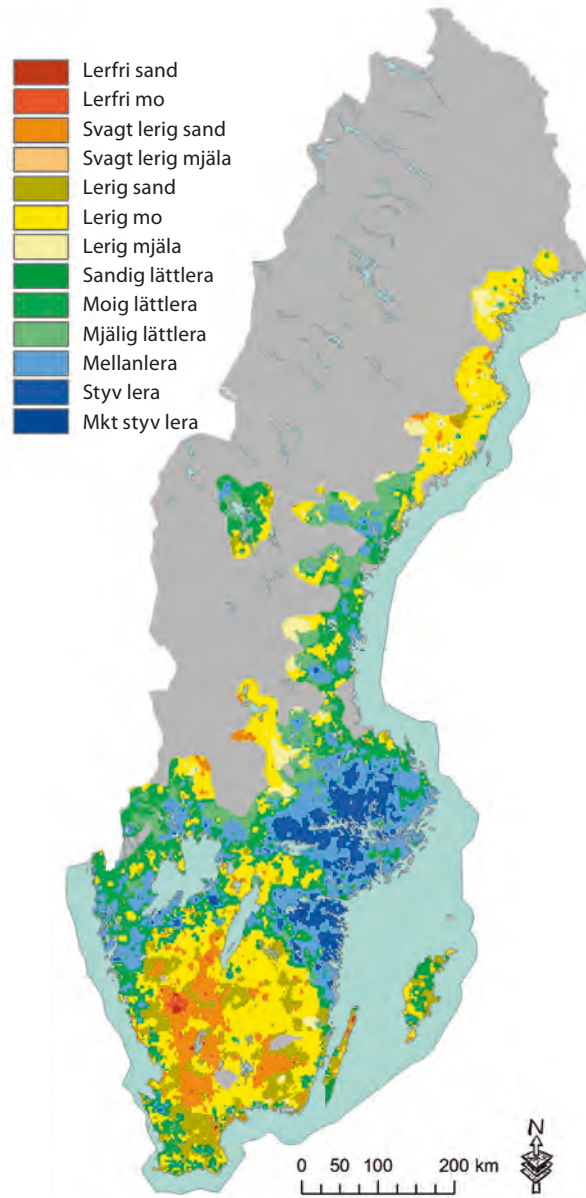 Lerfri sand
Lerfri mo
Svagt lerig sand
Svagt lerig mjäla
Lerig sand
Lerig mo
Lerig mjäla
Sandig lättlera
Moig lättlera
Mjälig lättlera
Mellanlera
Styv lera
Mkt styv lera
N
0 50 100 200 km